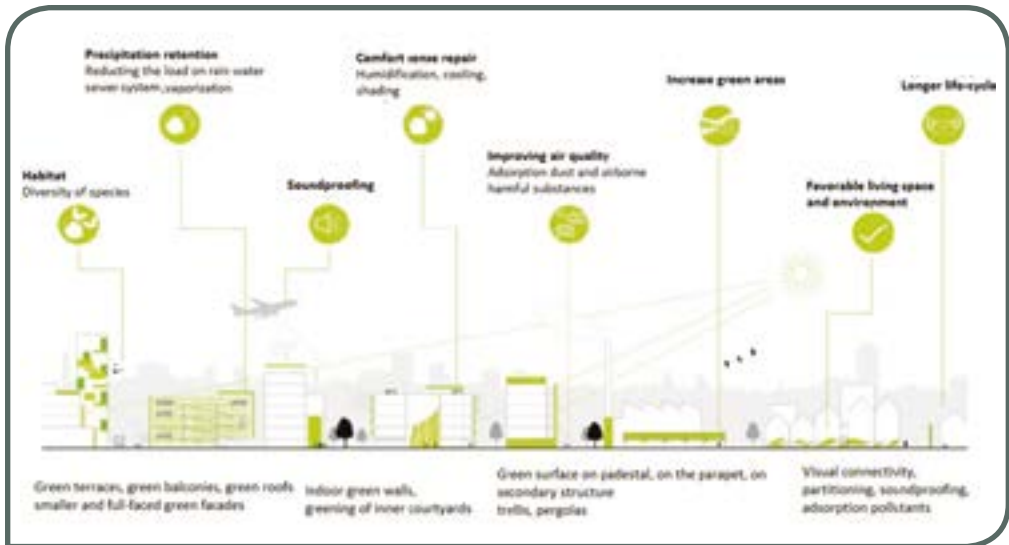 Precipitation retention
Reducting the load on rain water
sewer system,vaporization
Comfort sense repair
Humidification, cooling,
shading
Increase green areas
Longer life-cycle
Habitat
Diversity of species
Soundproofing
Improving air quality
Adsorption dust and airborne
harmful substances
Favorable living space
and environment
Green terraces, green balconies, green roofs
smaller and full-faced green facades
Indoor green walls,
greening of inner courtyards
Green surface on padestal, on the parapet, on
secondary structure
trellis, pergolas
Visual connectivity,
partitioning, soundproofing,
adsorption pollutants